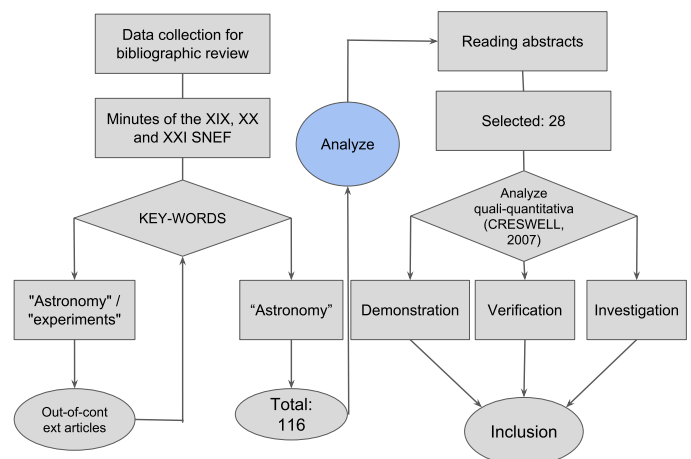 Data collection for
bibliographic review
Minutes of the XIX, XX
and XXI SNEF
KEY-WORDS
"Astronomy" /
"experiments"
“Astronomy”
Out-of-cont
ext articles
Total:
116
Analyze
Reading abstracts
Selected: 28
Analyze
quali-quantitativa
(CRESWELL,
2007)
Demonstration
Verification
Investigation
Inclusion